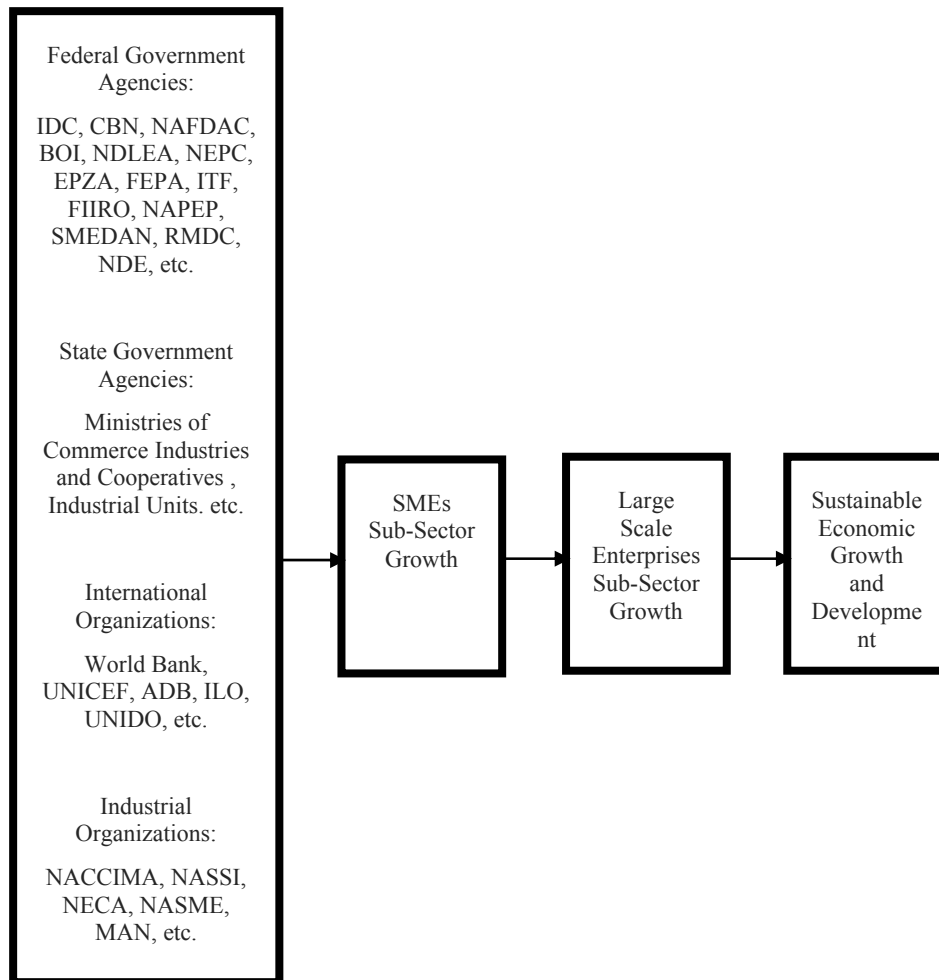 Federal Government
Agencies:
IDC, CBN, NAFDAC,
BOI, NDLEA, NEPC,
EPZA, FEPA, ITF,
FIIRO, NAPEP,
SMEDAN, RMDC,
NDE, etc.
State Government
Agencies:
Ministries of
Commerce Industries
and Cooperatives ,
Industrial Units. etc.
International
Organizations:
World Bank,
UNICEF, ADB, ILO,
UNIDO, etc.
Industrial
Organizations:
NACCIMA, NASSI,
NECA, NASME,
MAN, etc.
SMEs
Sub-Sector
Growth
Large
Scale
Enterprises
Sub-Sector
Growth
Sustainable
Economic
Growth
and
Developme
nt